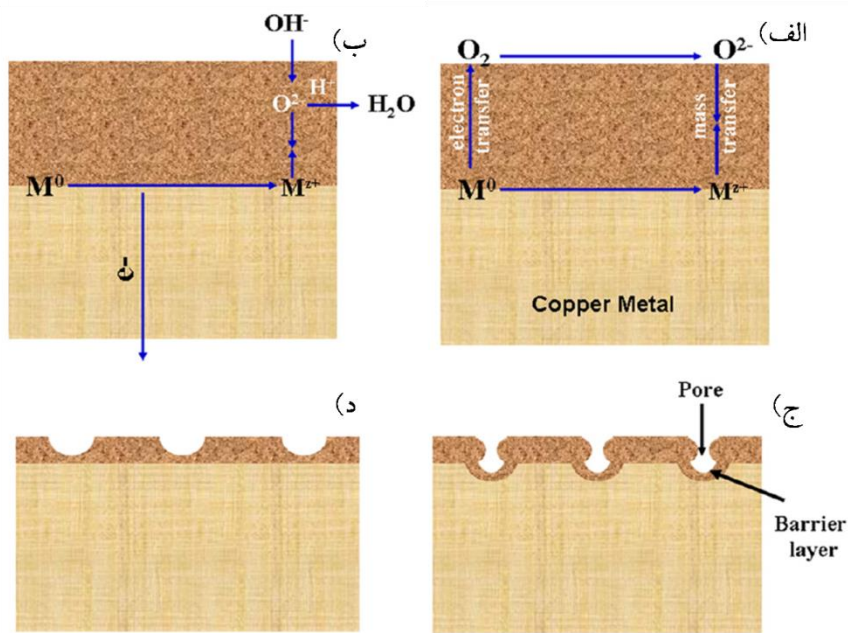 الف)
O₂
O²⁻
electron
transfer
mass
transfer
M⁰
Mᶻ⁺
Copper Metal
ب)
OH⁻
H⁺
O²⁻
H₂O
M⁰
Mᶻ⁺
e-
ج)
Pore
Barrier
layer
د)